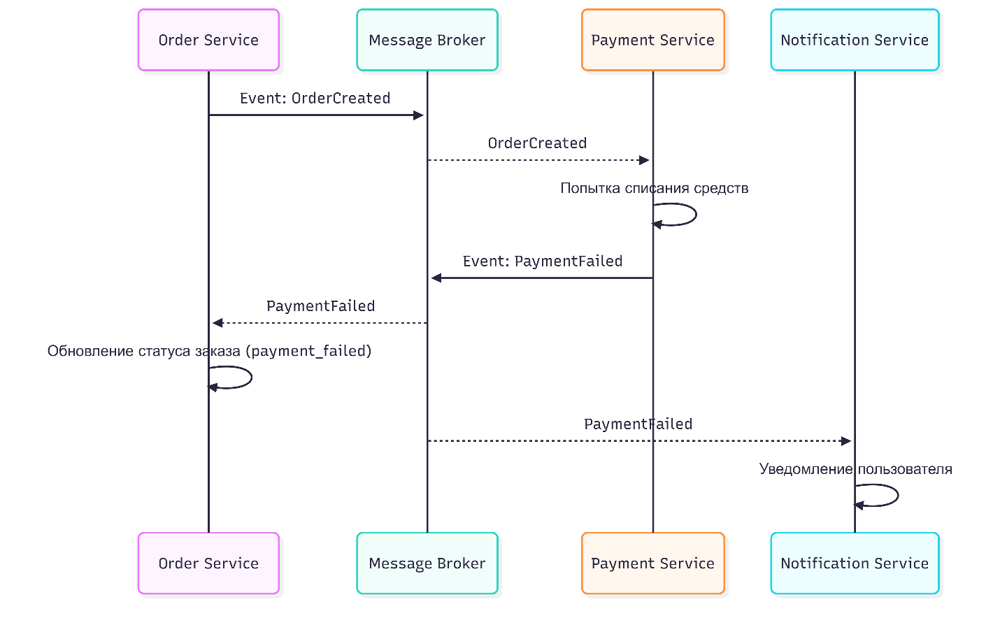 Order Service
Message Broker
Payment Service
Notification Service
Event: OrderCreated
OrderCreated
Попытка списания средств
Event: PaymentFailed
PaymentFailed
Обновление статуса заказа (payment_failed)
PaymentFailed
Уведомление пользователя
Order Service
Message Broker
Payment Service
Notification Service